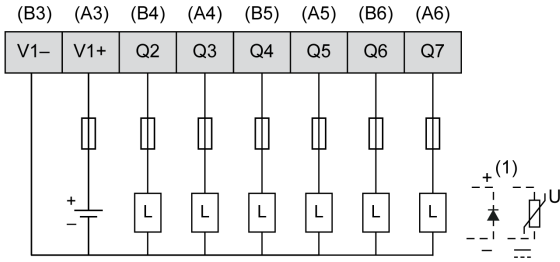 (B3) (A3) (B4) (A4) (B5) (A5) (B6) (A6)
V1– V1+ Q2 Q3 Q4 Q5 Q6 Q7
(1)
+
+ L L L L L L U
–
–